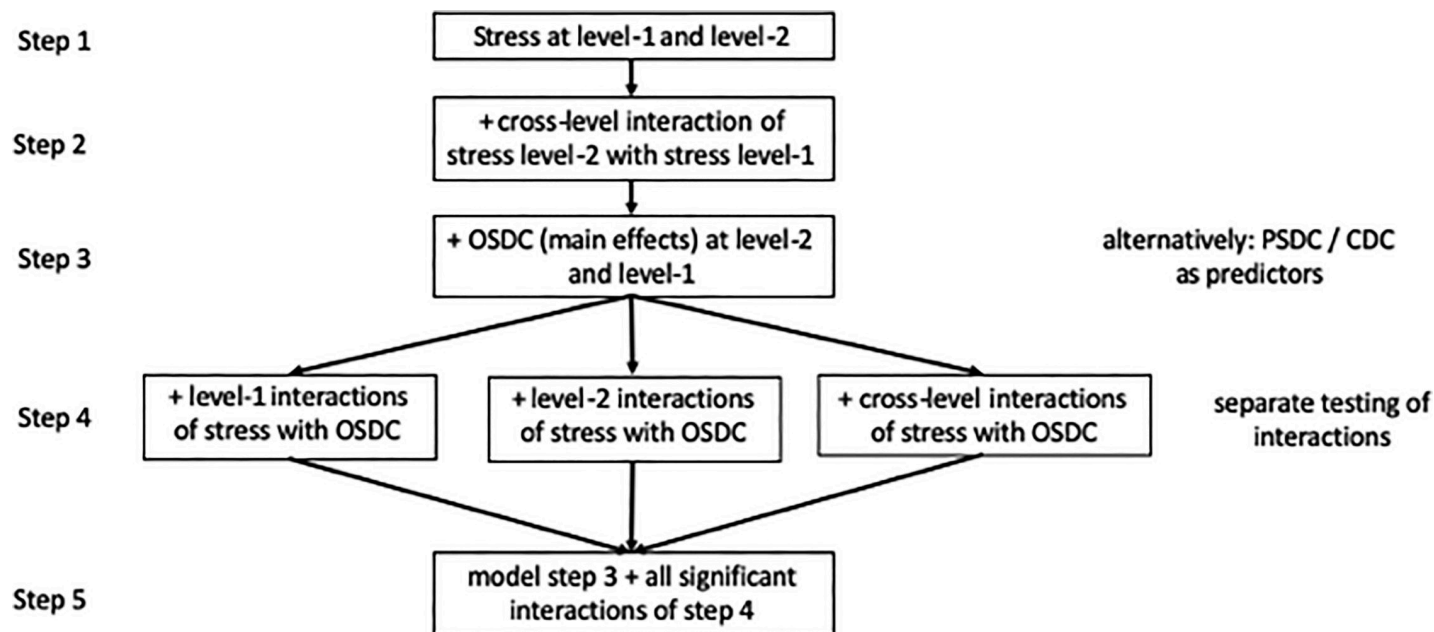 Step 1
Stress at level-1 and level-2
Step 2
+ cross-level interaction of
stress level-2 with stress level-1
Step 3
+ OSDC (main effects) at level-2
and level-1
alternatively: PSDC / CDC
as predictors
Step 4
+ level-1 interactions
of stress with OSDC
+ level-2 interactions
of stress with OSDC
+ cross-level interactions
of stress with OSDC
separate testing of
interactions
Step 5
model step 3 + all significant
interactions of step 4